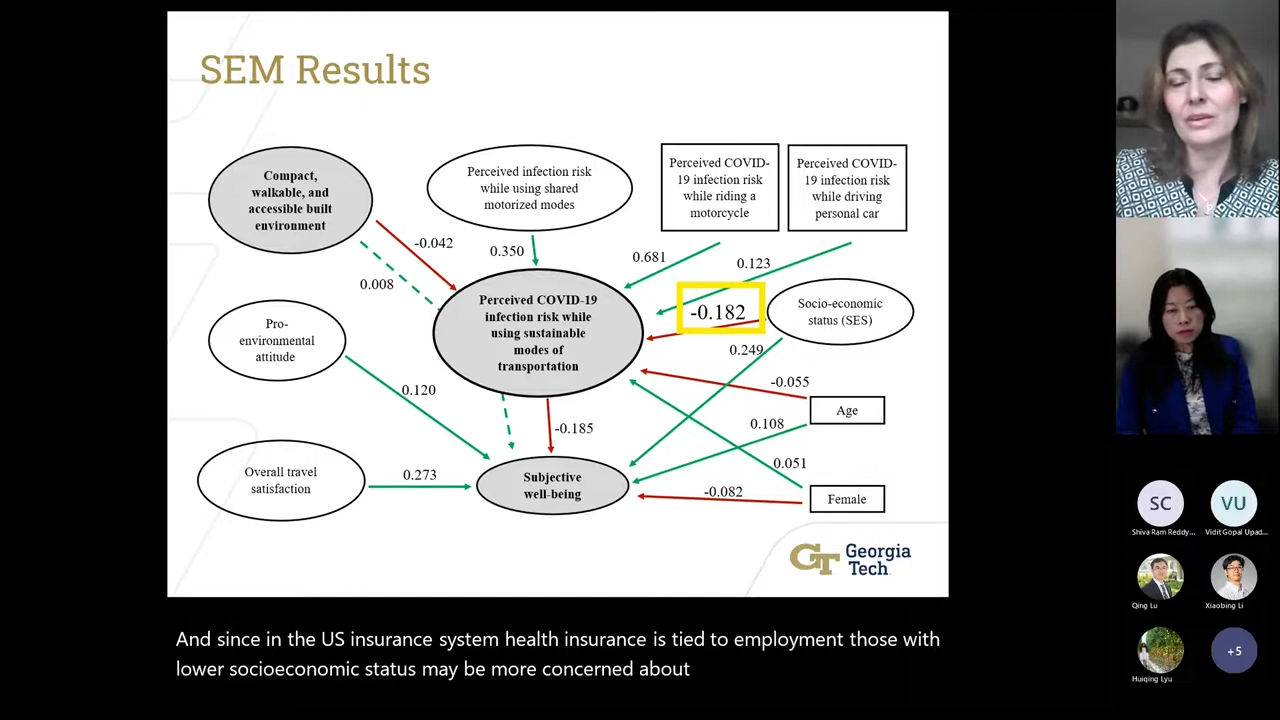 SEM Results
Compact,
walkable, and
accessible built
environment
Perceived infection risk
while using shared
motorized modes
Perceived COVID-
19 infection risk
while riding a
motorcycle
Perceived COVID-
19 infection risk
while driving
personal car
-0.042
0.350
0.681
0.123
0.008
Perceived COVID-19
infection risk while
using sustainable
modes of
transportation
-0.182
Socio-economic
status (SES)
Pro-
environmental
attitude
0.249
-0.055
0.120
Age
0.108
-0.185
0.051
Overall travel
satisfaction
0.273
Subjective
well-being
-0.082
Female
GT
Georgia
Tech
And since in the US insurance system health insurance is tied to employment those with
lower socioeconomic status may be more concerned about
SC
VU
Shiva Ram Reddy...
Vidit Gopal Upad...
Qing Lu
Xiaobing Li
Huiqing Lyu
+5